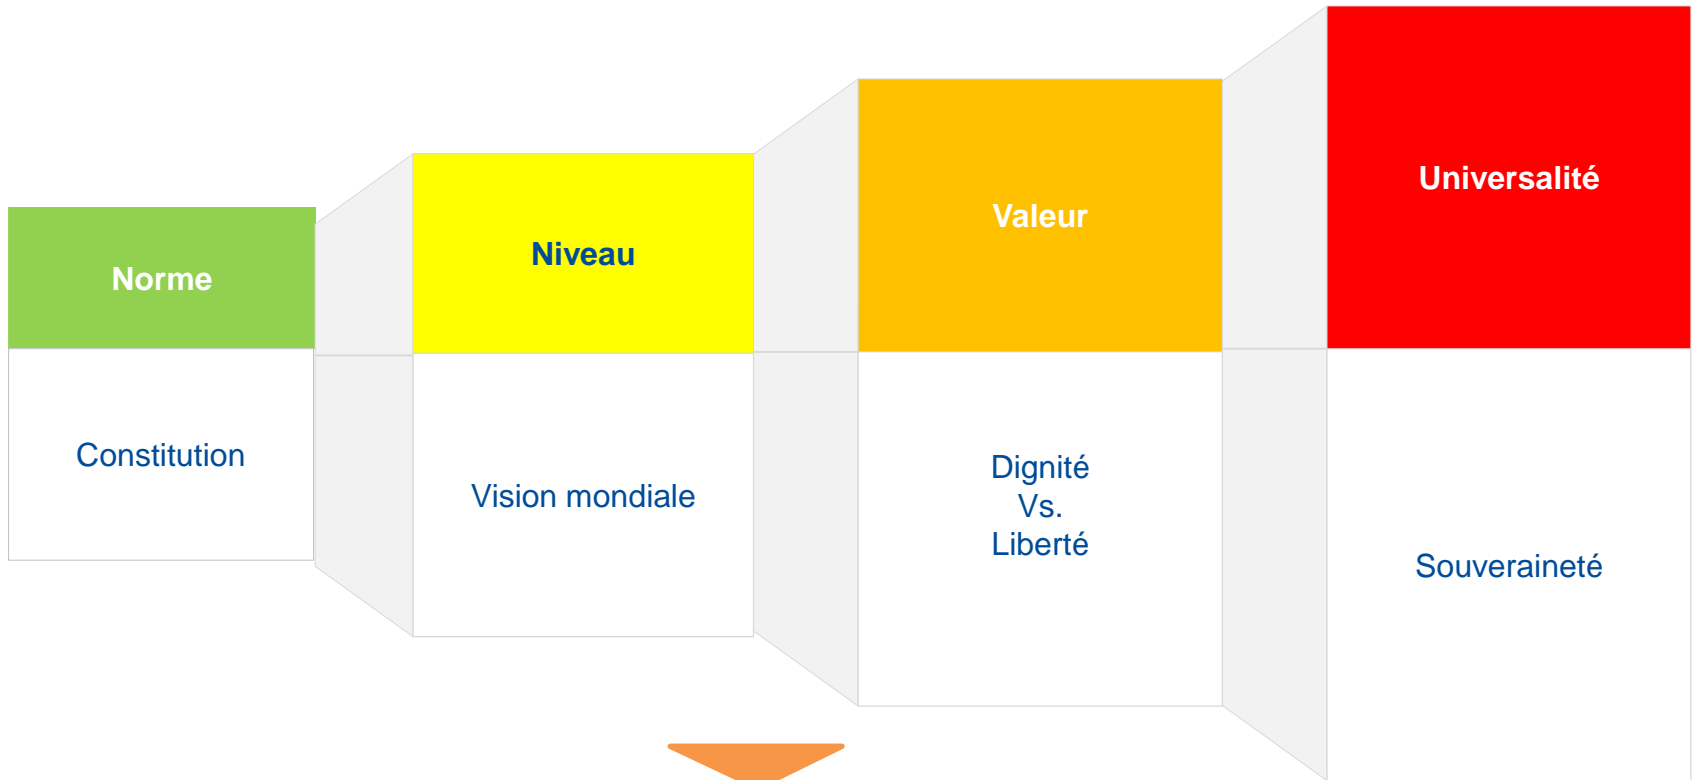 Norme
Constitution
Niveau
Vision mondiale
Valeur
Dignité
Vs.
Liberté
Universalité
Souveraineté